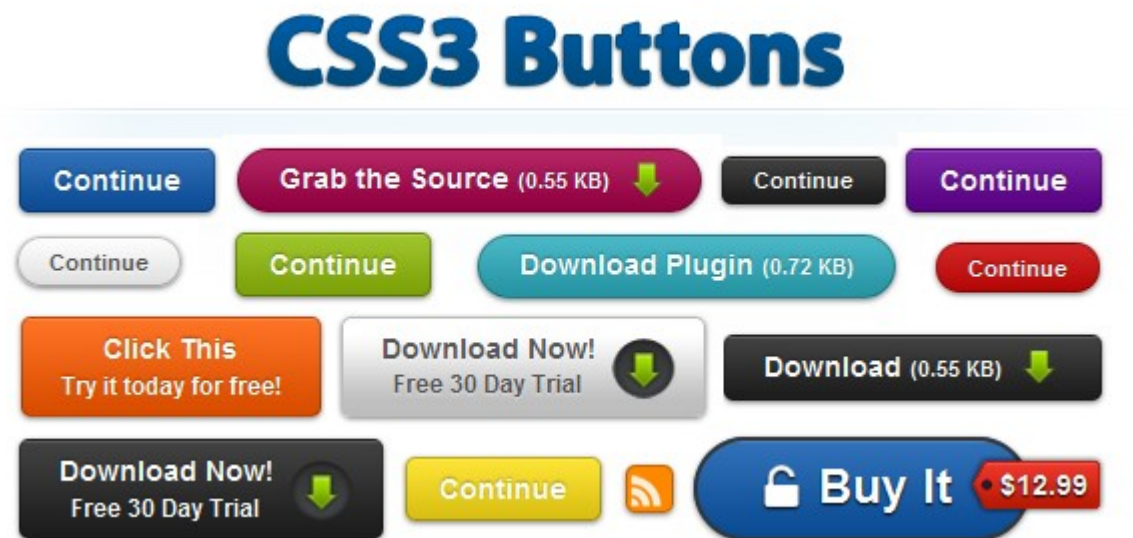 CSS3 Buttons
Continue
Grab the Source (0.55 KB)
Continue
Continue
Continue
Continue
Download Plugin (0.72 KB)
Continue
Click This
Try it today for free!
Download Now!
Free 30 Day Trial
Download (0.55 KB)
Download Now!
Free 30 Day Trial
Continue
Buy It
$12.99